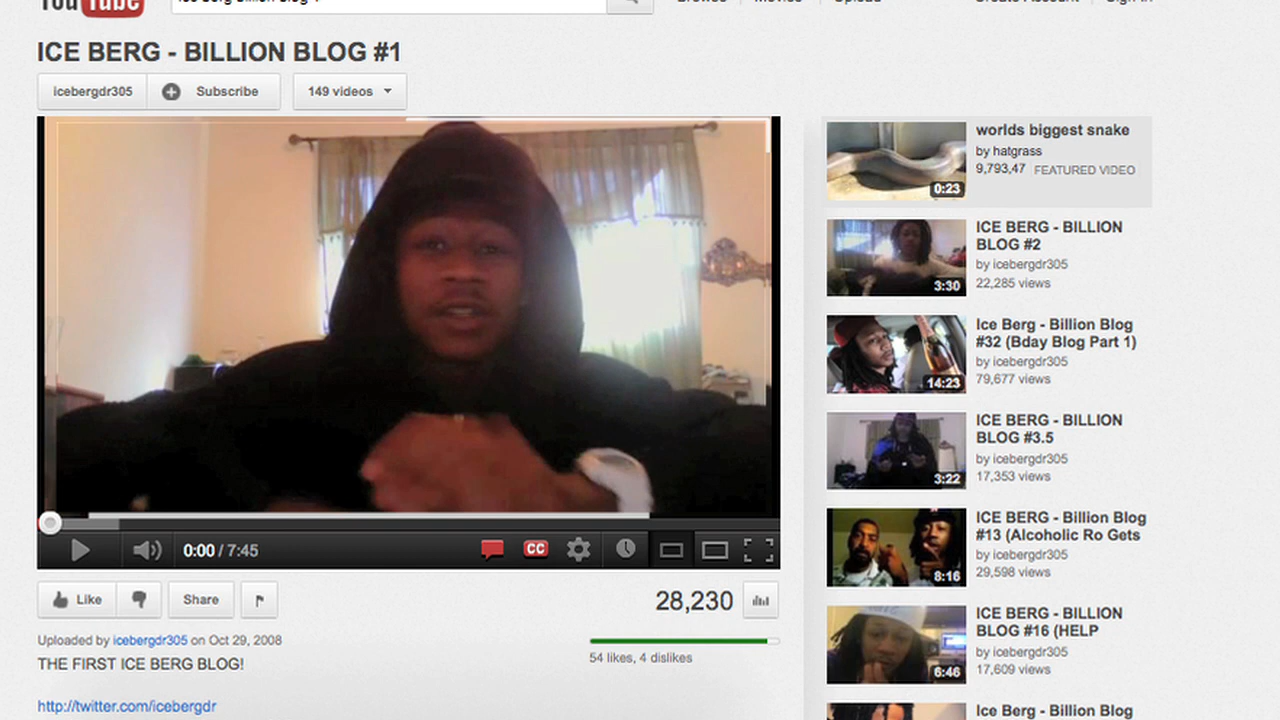 You Tube
ICE BERG - BILLION BLOG #1
icebergdr305
Subscribe
149 videos
worlds biggest snake
by hatgrass
9,793,47 FEATURED VIDEO
0:23
ICE BERG - BILLION
BLOG #2
by icebergdr305
22,285 views
3:30
Ice Berg - Billion Blog
#32 (Bday Blog Part 1)
by icebergdr305
79,677 views
14:23
ICE BERG - BILLION
BLOG #3.5
by icebergdr305
17,353 views
3:22
ICE BERG - Billion Blog
#13 (Alcoholic Ro Gets
by icebergdr305
29,598 views
8:16
ICE BERG - BILLION
BLOG #16 (HELP
by icebergdr305
17,609 views
6:46
Ice Berg - Billion Blog
0:00 / 7:45
CC
Like
Share
28,230
Uploaded by icebergdr305 on Oct 29, 2008
54 likes, 4 dislikes
THE FIRST ICE BERG BLOG!
http://twitter.com/icebergdr